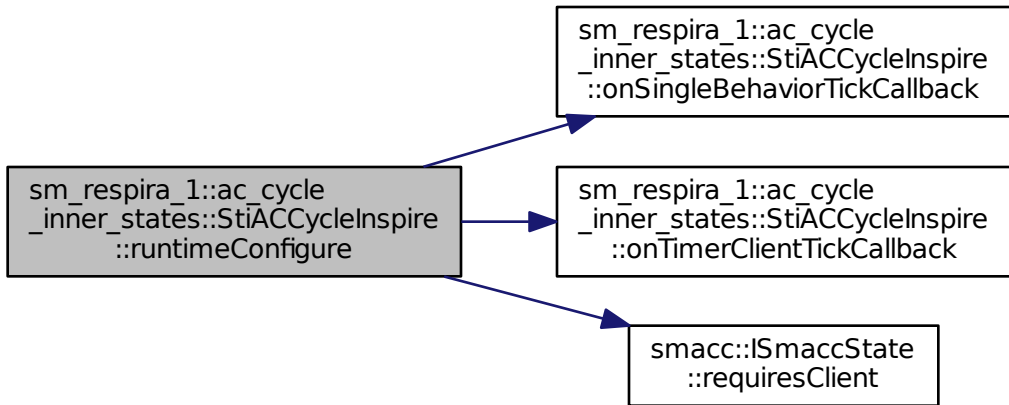 sm_respira_1::ac_cycle
_inner_states::StiACCycleInspire
::runtimeConfigure
sm_respira_1::ac_cycle
_inner_states::StiACCycleInspire
::onSingleBehaviorTickCallback
sm_respira_1::ac_cycle
_inner_states::StiACCycleInspire
::onTimerClientTickCallback
smacc::ISmaccState
::requiresClient